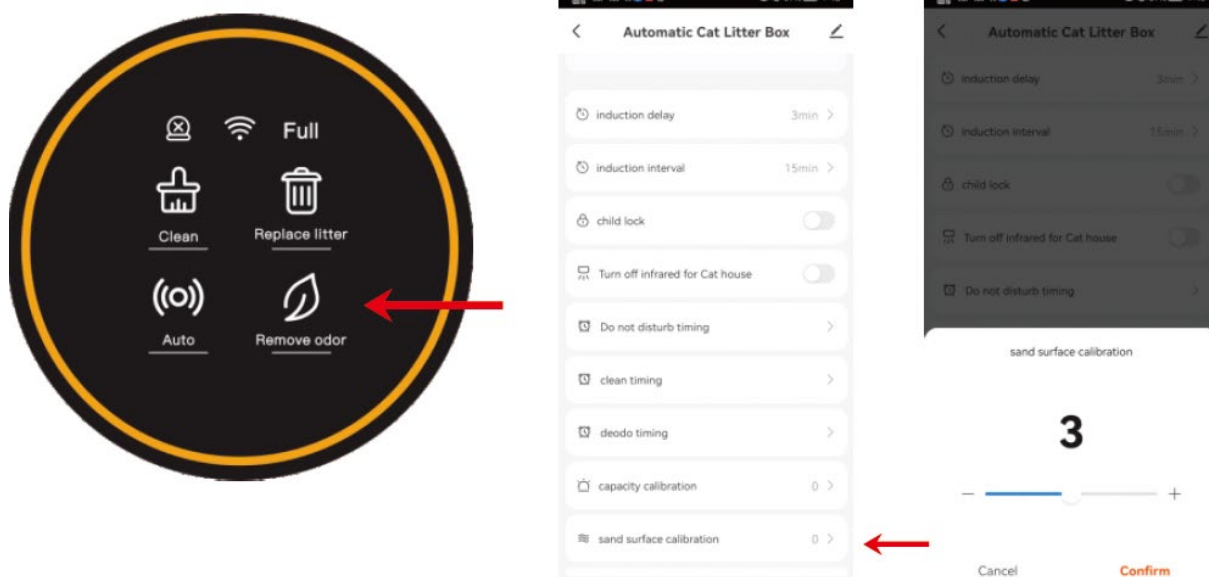 Full
Clean
Replace litter
Auto
Remove odor
Automatic Cat Litter Box
induction delay 3min
induction interval 15min
child lock
Turn off infrared for Cat house
Do not disturb timing
clean timing
deodo timing
capacity calibration 0
sand surface calibration 0
Automatic Cat Litter Box
induction delay 3min
induction interval 15min
child lock
Turn off infrared for Cat house
Do not disturb timing
sand surface calibration
3
− +
Cancel Confirm